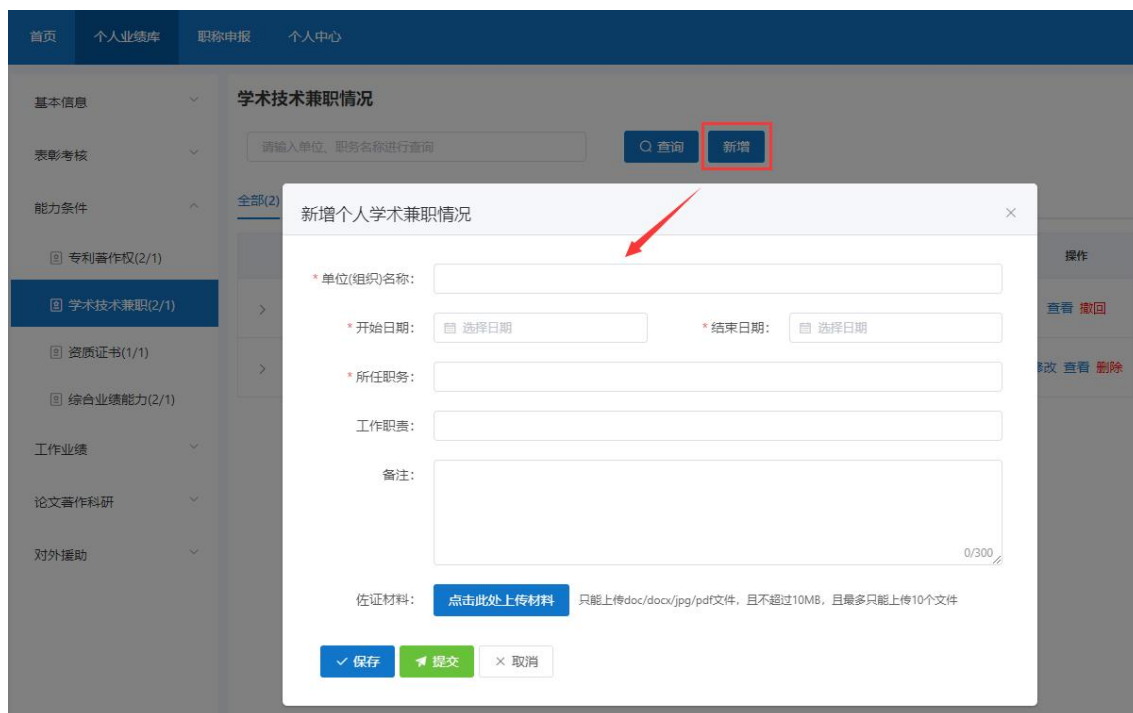 首页 个人业绩库 职称申报 个人中心
基本信息
表彰考核
能力条件
专利著作权(2/1)
学术技术兼职(2/1)
资质证书(1/1)
综合业绩能力(2/1)
工作业绩
论文著作科研
对外援助
学术技术兼职情况
请输入单位、职务名称进行查询 查询 新增
全部(2)
操作
查看 撤回
修改 查看 删除
新增个人学术兼职情况
* 单位(组织)名称：
* 开始日期： 选择日期 * 结束日期： 选择日期
* 所任职务：
工作职责：
备注：
0/300
佐证材料： 点击此处上传材料 只能上传doc/docx/jpg/pdf文件，且不超过10MB，且最多只能上传10个文件
保存 提交 取消